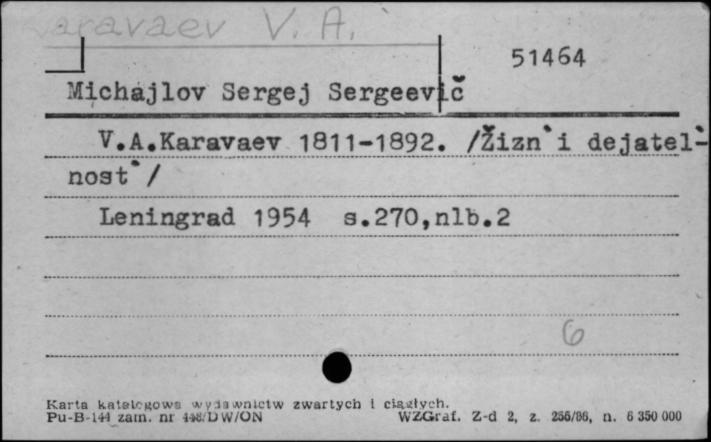 Karavaev V. A.
51464
Michajlov Sergej Sergeevič
V.A.Karavaev 1811-1892. /Žizn` i dejatel`-
nost`/
Leningrad 1954 s.270,nlb.2
6
Karta katalogowa wydawnictw zwartych i ciągłych.
Pu-B-144 zam. nr 448/DW/ON WZGraf. Z-d 2, z. 256/86, n. 6 350 000